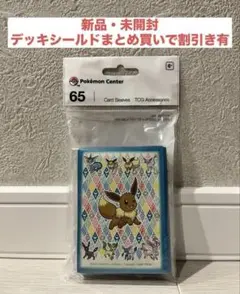 新品・未開封
デッキシールドまとめ買いで割引き有
Pokémon Center
65
Card Sleeves
TCG Accessories